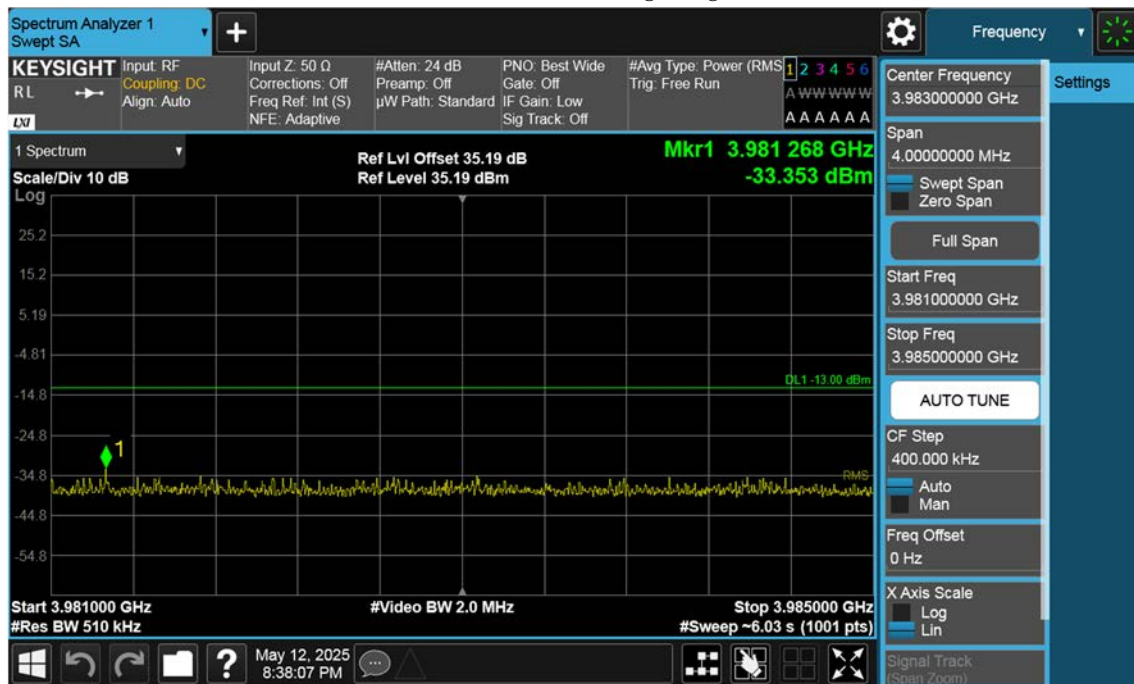 Spectrum Analyzer 1
Swept SA
Frequency
KEYSIGHT
RL
LXI
Input: RF
Coupling: DC
Align: Auto
Input Z: 50 Ω
Corrections: Off
Freq Ref: Int (S)
NFE: Adaptive
#Atten: 24 dB
Preamp: Off
µW Path: Standard
PNO: Best Wide
Gate: Off
IF Gain: Low
Sig Track: Off
#Avg Type: Power (RMS
Trig: Free Run
1 2 3 4 5 6
A W W W W W
A A A A A A
1 Spectrum
Scale/Div 10 dB
Ref Lvl Offset 35.19 dB
Ref Level 35.19 dBm
Mkr1 3.981 268 GHz
-33.353 dBm
Log
25.2
15.2
5.19
-4.81
-14.8
-24.8
-34.8
-44.8
-54.8
DL1 -13.00 dBm
1
RMS
Start 3.981000 GHz
#Res BW 510 kHz
#Video BW 2.0 MHz
Stop 3.985000 GHz
#Sweep ~6.03 s (1001 pts)
?
May 12, 2025
8:38:07 PM
Center Frequency
3.983000000 GHz
Settings
Span
4.00000000 MHz
Swept Span
Zero Span
Full Span
Start Freq
3.981000000 GHz
Stop Freq
3.985000000 GHz
AUTO TUNE
CF Step
400.000 kHz
Auto
Man
Freq Offset
0 Hz
X Axis Scale
Log
Lin
Signal Track
(Span Zoom)